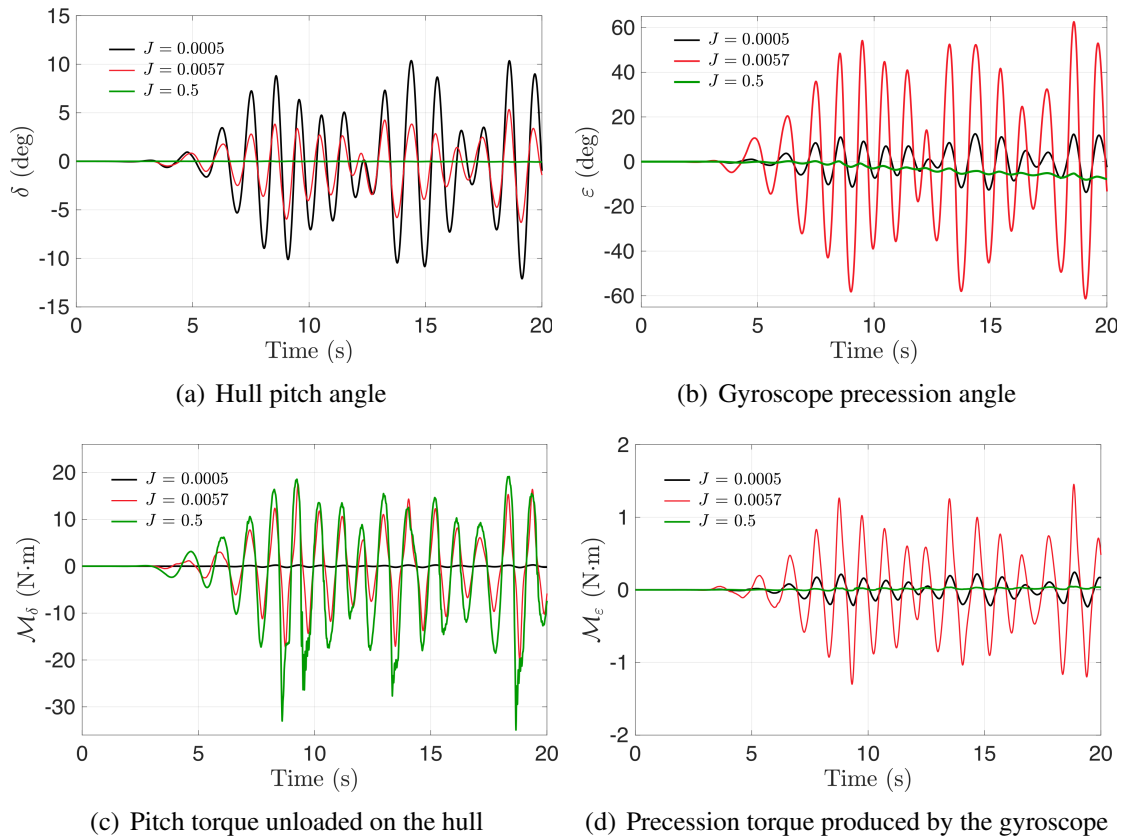 15
10
5
0
-5
-10
-15
δ (deg)
J = 0.0005
J = 0.0057
J = 0.5
0 5 10 15 20
Time (s)
(a) Hull pitch angle
60
40
20
0
-20
-40
-60
ε (deg)
J = 0.0005
J = 0.0057
J = 0.5
0 5 10 15 20
Time (s)
(b) Gyroscope precession angle
20
10
0
-10
-20
-30
ℳδ (N·m)
J = 0.0005
J = 0.0057
J = 0.5
0 5 10 15 20
Time (s)
(c) Pitch torque unloaded on the hull
2
1
0
-1
-2
ℳε (N·m)
J = 0.0005
J = 0.0057
J = 0.5
0 5 10 15 20
Time (s)
(d) Precession torque produced by the gyroscope